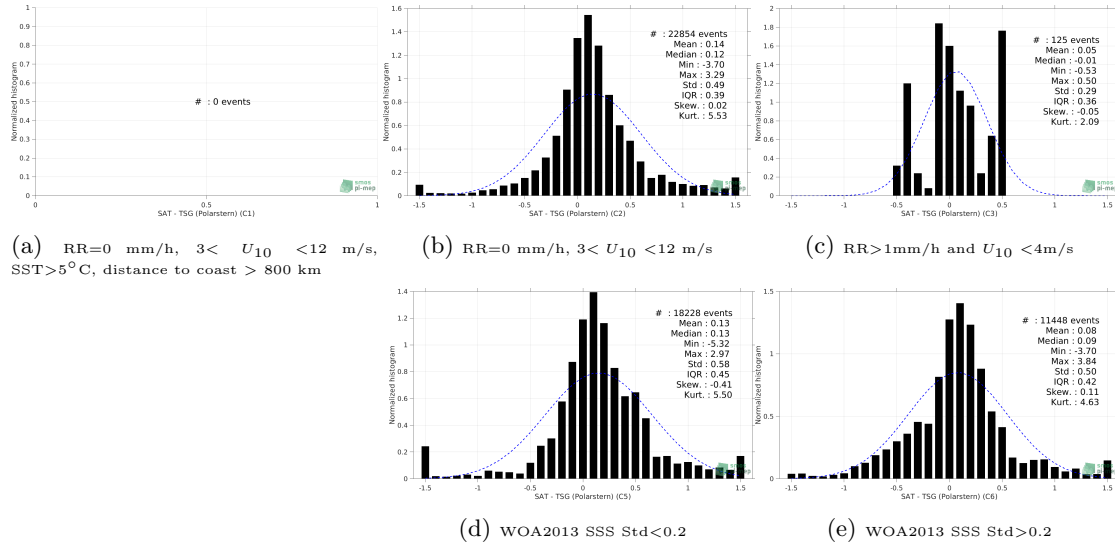 Normalized histogram
1
0.9
0.8
0.7
0.6
0.5
0.4
0.3
0.2
0.1
0
# : 0 events
smos
pi-mep
0 0.5 1
SAT - TSG (Polarstern) (C1)
(a) RR=0 mm/h, 3< U10 <12 m/s,
SST>5°C, distance to coast > 800 km
Normalized histogram
1.6
1.4
1.2
1
0.8
0.6
0.4
0.2
0
# : 22854 events
Mean : 0.14
Median : 0.12
Min : -3.70
Max : 3.29
Std : 0.49
IQR : 0.39
Skew. : 0.02
Kurt. : 5.53
smos
pi-mep
-1.5 -1 -0.5 0 0.5 1 1.5
SAT - TSG (Polarstern) (C2)
(b) RR=0 mm/h, 3< U10 <12 m/s
Normalized histogram
2
1.8
1.6
1.4
1.2
1
0.8
0.6
0.4
0.2
0
# : 125 events
Mean : 0.05
Median : -0.01
Min : -0.53
Max : 0.50
Std : 0.29
IQR : 0.36
Skew. : -0.05
Kurt. : 2.09
smos
pi-mep
-1.5 -1 -0.5 0 0.5 1 1.5
SAT - TSG (Polarstern) (C3)
(c) RR>1mm/h and U10 <4m/s
Normalized histogram
1.4
1.2
1
0.8
0.6
0.4
0.2
0
# : 18228 events
Mean : 0.13
Median : 0.13
Min : -5.32
Max : 2.97
Std : 0.58
IQR : 0.45
Skew. : -0.41
Kurt. : 5.50
smos
pi-mep
-1.5 -1 -0.5 0 0.5 1 1.5
SAT - TSG (Polarstern) (C5)
(d) WOA2013 SSS Std<0.2
Normalized histogram
1.5
1
0.5
0
# : 11448 events
Mean : 0.08
Median : 0.09
Min : -3.70
Max : 3.84
Std : 0.50
IQR : 0.42
Skew. : 0.11
Kurt. : 4.63
smos
pi-mep
-1.5 -1 -0.5 0 0.5 1 1.5
SAT - TSG (Polarstern) (C6)
(e) WOA2013 SSS Std>0.2